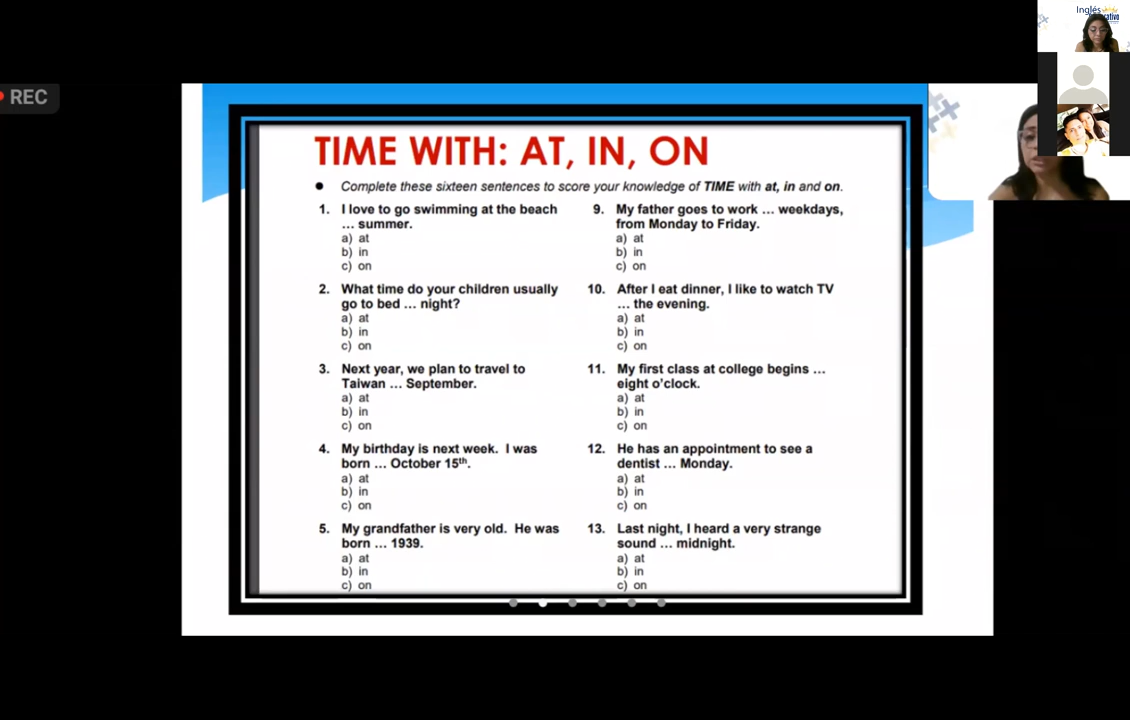 REC
Inglés
TIME WITH: AT, IN, ON
● Complete these sixteen sentences to score your knowledge of TIME with at, in and on.
1. I love to go swimming at the beach
... summer.
a) at
b) in
c) on
2. What time do your children usually
go to bed ... night?
a) at
b) in
c) on
3. Next year, we plan to travel to
Taiwan ... September.
a) at
b) in
c) on
4. My birthday is next week. I was
born ... October 15th.
a) at
b) in
c) on
5. My grandfather is very old. He was
born ... 1939.
a) at
b) in
c) on
9. My father goes to work ... weekdays,
from Monday to Friday.
a) at
b) in
c) on
10. After I eat dinner, I like to watch TV
... the evening.
a) at
b) in
c) on
11. My first class at college begins ...
eight o'clock.
a) at
b) in
c) on
12. He has an appointment to see a
dentist ... Monday.
a) at
b) in
c) on
13. Last night, I heard a very strange
sound ... midnight.
a) at
b) in
c) on